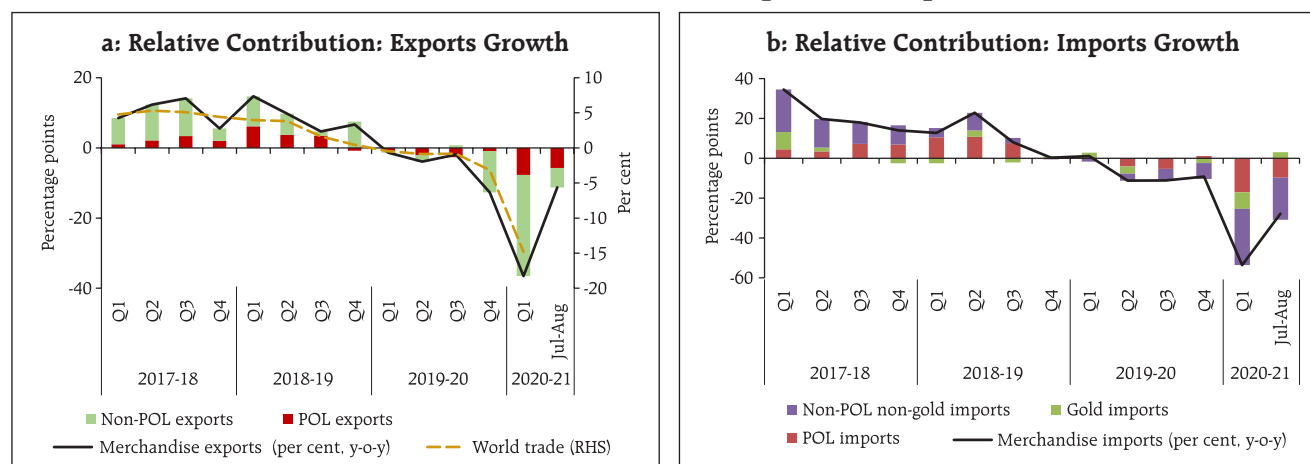 a: Relative Contribution: Exports Growth
20
10
0
5
-20
0
-40
-5
-10
-15
-20
Percentage points
Per cent
Q1
Q2
Q3
Q4
Q1
Q2
Q3
Q4
Q1
Q2
Q3
Q4
Q1
Jul-Aug
2017-18
2018-19
2019-20
2020-21
Non-POL exports
POL exports
Merchandise exports (per cent, y-o-y)
World trade (RHS)
b: Relative Contribution: Imports Growth
40
20
0
-20
-40
-60
Percentage points
Q1
Q2
Q3
Q4
Q1
Q2
Q3
Q4
Q1
Q2
Q3
Q4
Q1
Jul-Aug
2017-18
2018-19
2019-20
2020-21
Non-POL non-gold imports
Gold imports
POL imports
Merchandise imports (per cent, y-o-y)